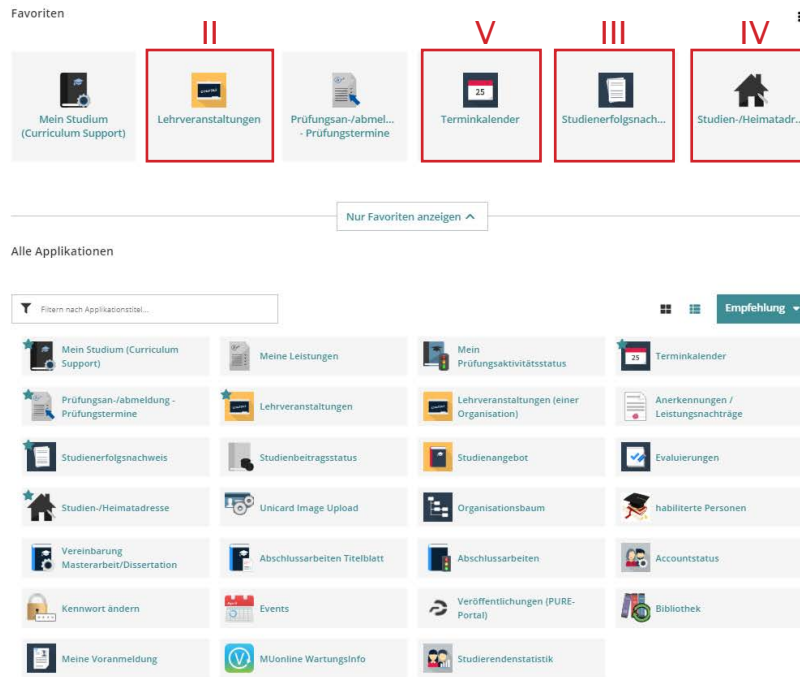 Favoriten
II
V
III
IV
Mein Studium
(Curriculum Support)
Lehrveranstaltungen
Prüfungsan-/abmel...
- Prüfungstermine
25
Terminkalender
Studienerfolgsnach...
Studien-/Heimatadr...
Nur Favoriten anzeigen
Alle Applikationen
Filtern nach Applikationstitel...
Empfehlung
Mein Studium (Curriculum
Support)
Meine Leistungen
Mein
Prüfungsaktivitätsstatus
25
Terminkalender
Prüfungsan-/abmeldung -
Prüfungstermine
Lehrveranstaltungen
Lehrveranstaltungen (einer
Organisation)
Anerkennungen /
Leistungsnachträge
Studienerfolgsnachweis
Studienbeitragsstatus
Studienangebot
Evaluierungen
Studien-/Heimatadresse
Unicard Image Upload
Organisationsbaum
habiliterte Personen
Vereinbarung
Masterarbeit/Dissertation
Abschlussarbeiten Titelblatt
Abschlussarbeiten
Accountstatus
Kennwort ändern
Events
Veröffentlichungen (PURE-
Portal)
Bibliothek
Meine Voranmeldung
MUonline WartungsInfo
Studierendenstatistik